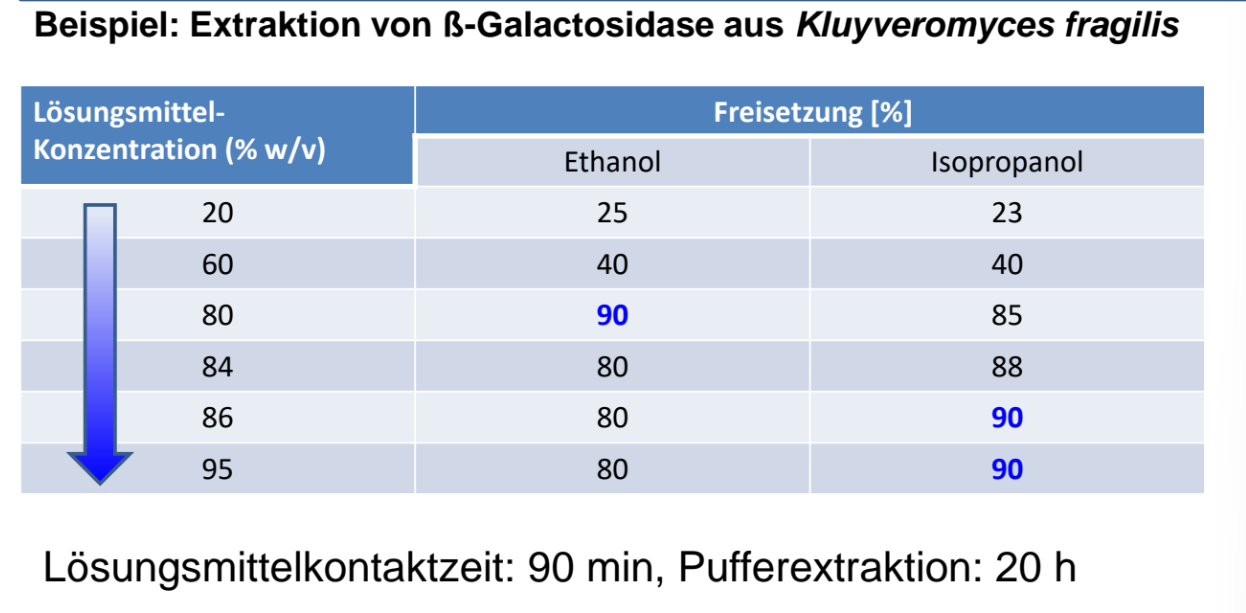 Beispiel: Extraktion von ß-Galactosidase aus Kluyveromyces fragilis
Lösungsmittel-
Konzentration (% w/v)
Freisetzung [%]
Ethanol Isopropanol
20 25 23
60 40 40
80 90 85
84 80 88
86 80 90
95 80 90
Lösungsmittelkontaktzeit: 90 min, Pufferextraktion: 20 h